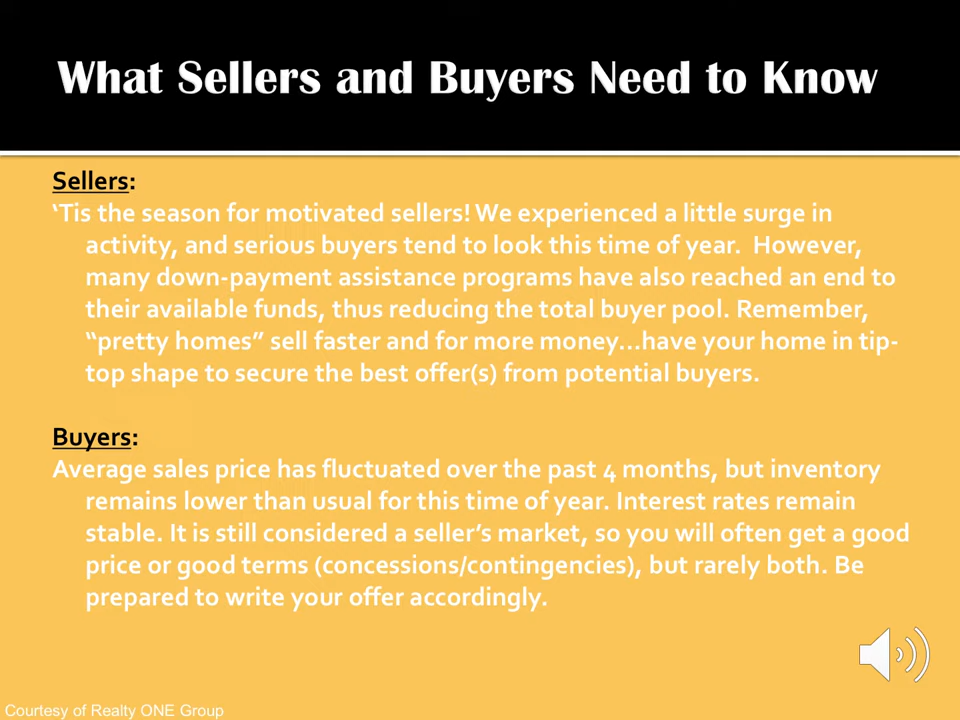 What Sellers and Buyers Need to Know
Sellers:
‘Tis the season for motivated sellers! We experienced a little surge in
activity, and serious buyers tend to look this time of year.  However,
many down-payment assistance programs have also reached an end to
their available funds, thus reducing the total buyer pool. Remember,
“pretty homes” sell faster and for more money…have your home in tip-
top shape to secure the best offer(s) from potential buyers.
Buyers:
Average sales price has fluctuated over the past 4 months, but inventory
remains lower than usual for this time of year. Interest rates remain
stable. It is still considered a seller’s market, so you will often get a good
price or good terms (concessions/contingencies), but rarely both. Be
prepared to write your offer accordingly.
Courtesy of Realty ONE Group